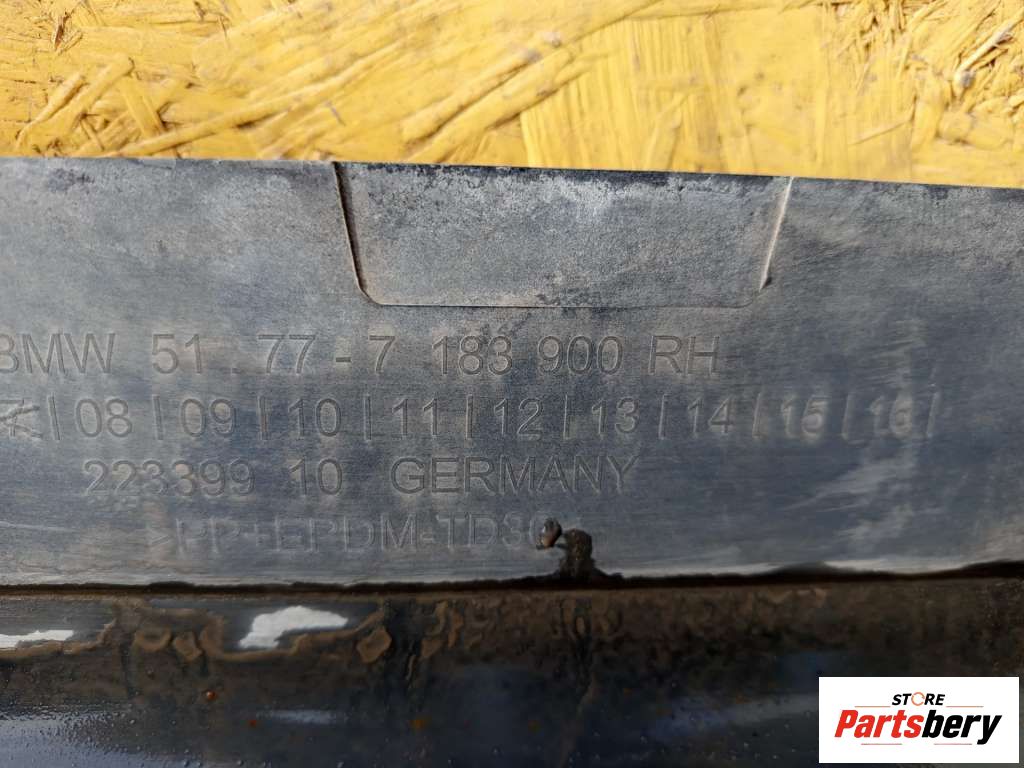 BMW 51.77-7 183 900 RH
|08|09|10|11|12|13|14|15|16|
223399 10 GERMANY
>PP+EPDM-TD30
STORE
Partsbery